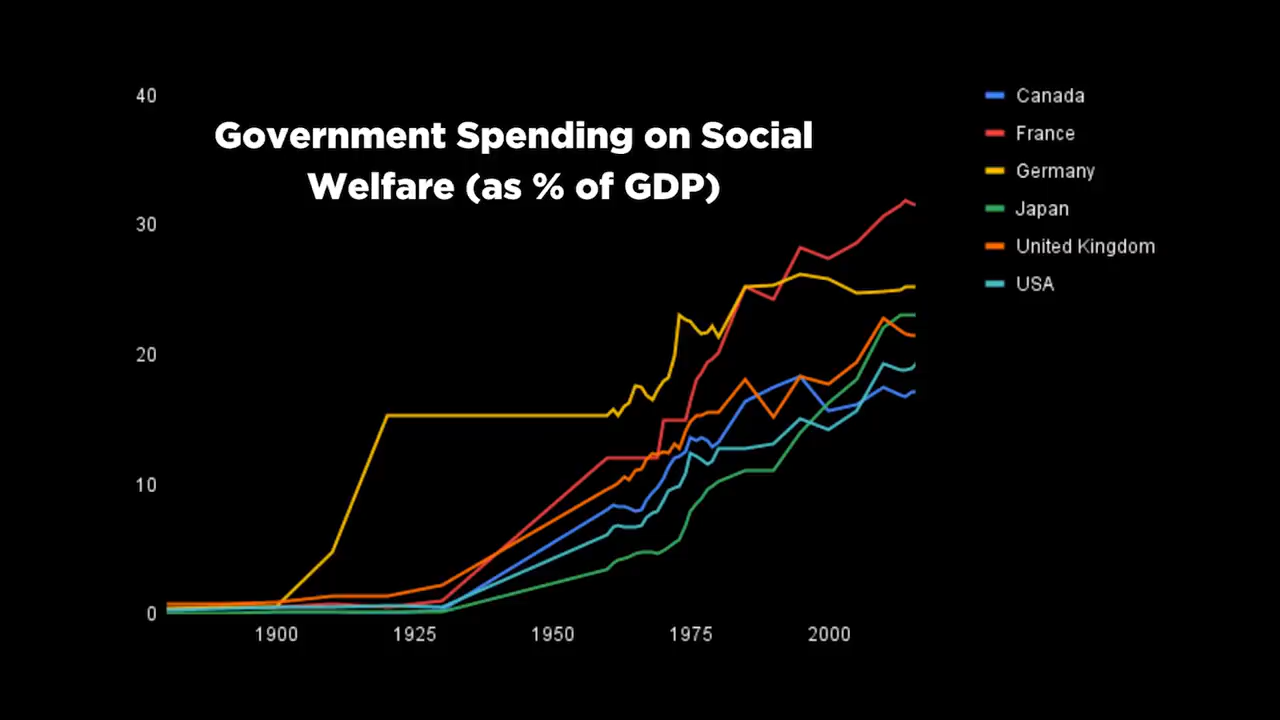 Government Spending on Social
Welfare (as % of GDP)
40
30
20
10
0
1900
1925
1950
1975
2000
Canada
France
Germany
Japan
United Kingdom
USA